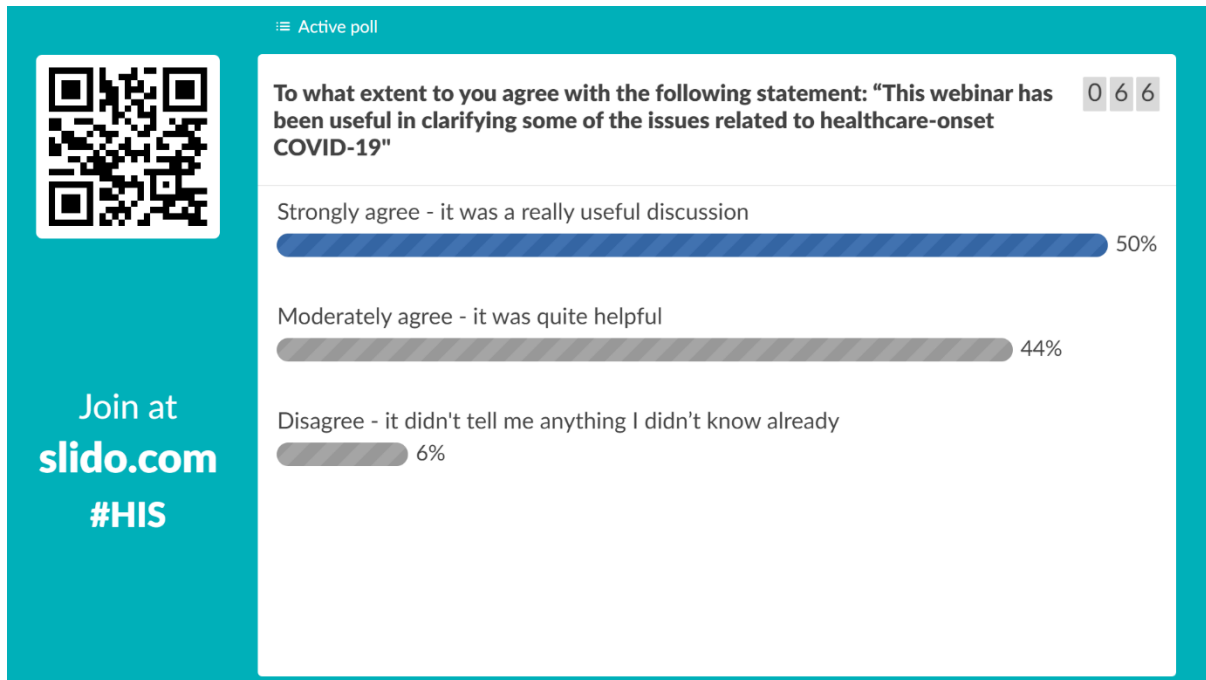 Active poll
To what extent to you agree with the following statement: “This webinar has
been useful in clarifying some of the issues related to healthcare-onset
COVID-19"
0 6 6
Strongly agree - it was a really useful discussion
50%
Moderately agree - it was quite helpful
44%
Disagree - it didn't tell me anything I didn’t know already
6%
Join at
slido.com
#HIS